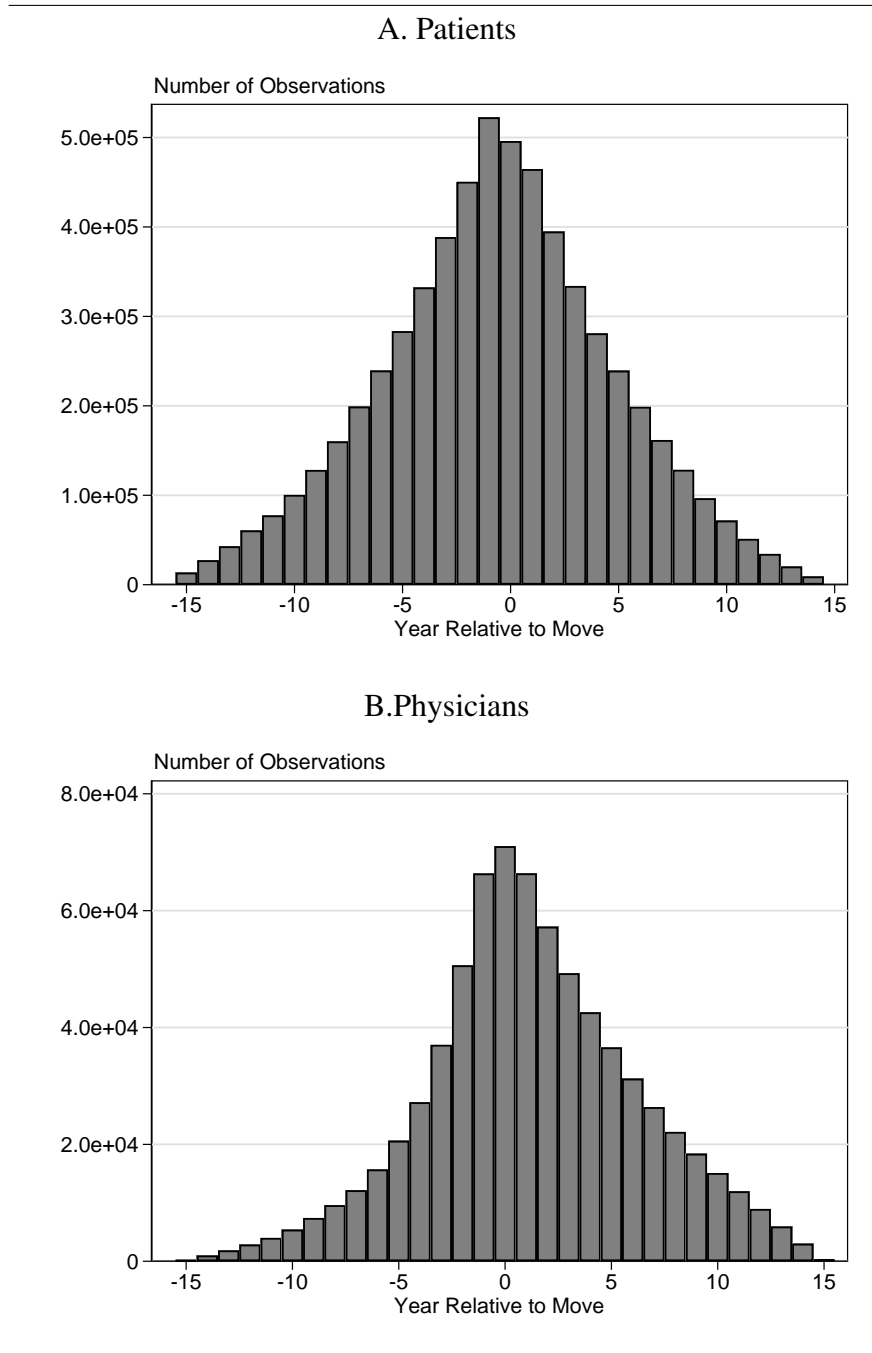 A. Patients
Number of Observations
5.0e+05
4.0e+05
3.0e+05
2.0e+05
1.0e+05
0
-15 -10 -5 0 5 10 15
Year Relative to Move
B.Physicians
Number of Observations
8.0e+04
6.0e+04
4.0e+04
2.0e+04
0
-15 -10 -5 0 5 10 15
Year Relative to Move